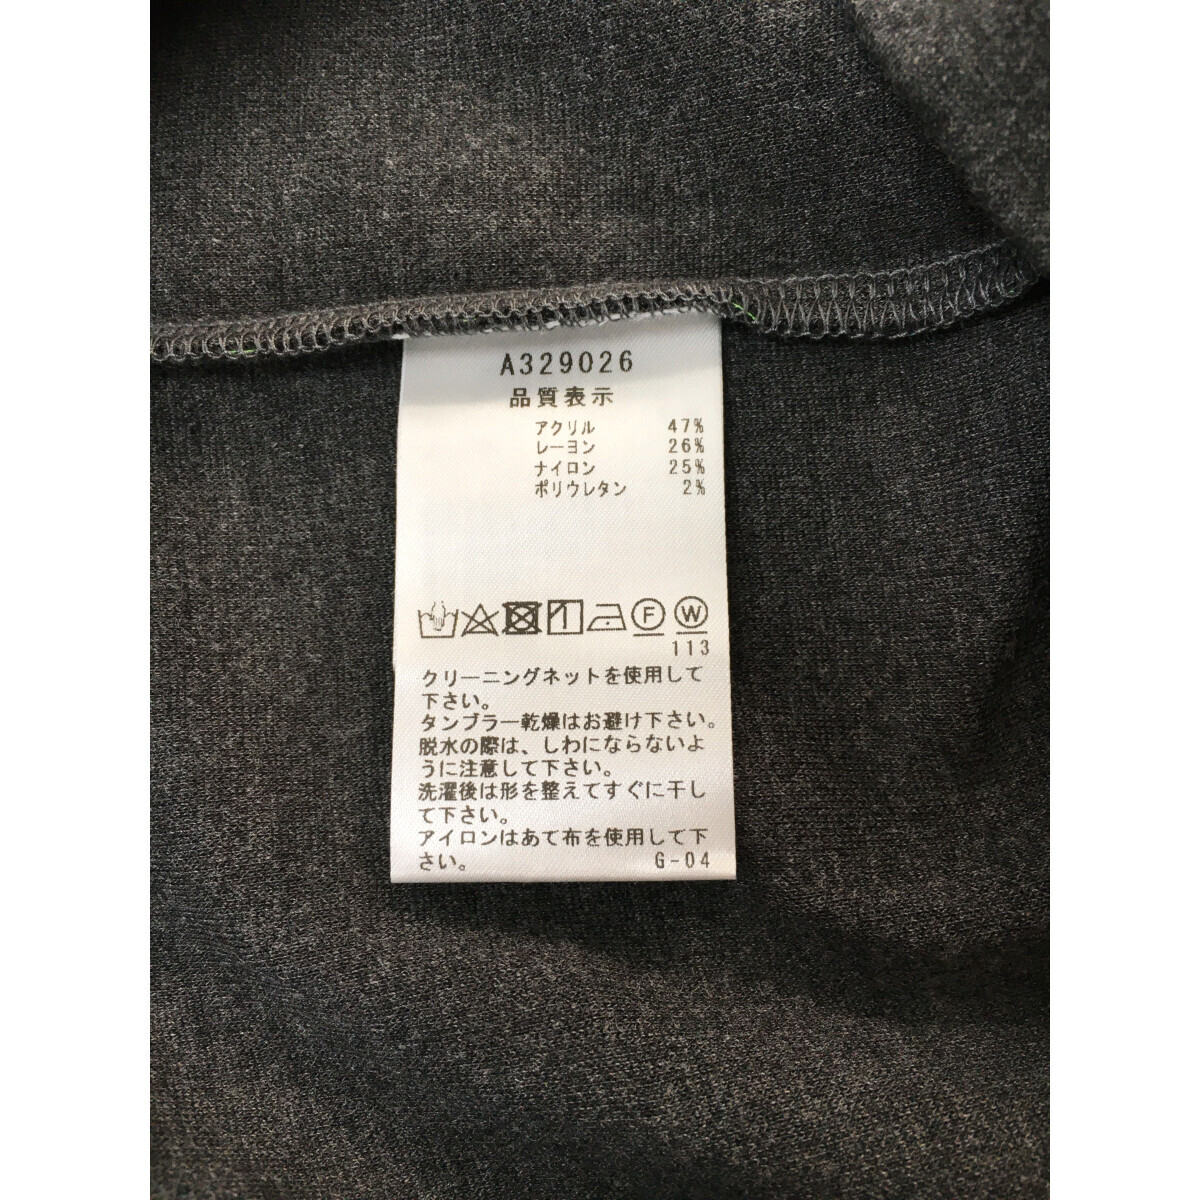 A329026
品質表示
アクリル 47%
レーヨン 26%
ナイロン 25%
ポリウレタン 2%
F W
113
クリーニングネットを使用して
下さい。
タンブラー乾燥はお避け下さい。
脱水の際は、しわにならないよ
うに注意して下さい。
洗濯後は形を整えてすぐに干し
て下さい。
アイロンはあて布を使用して下
さい。 G-04